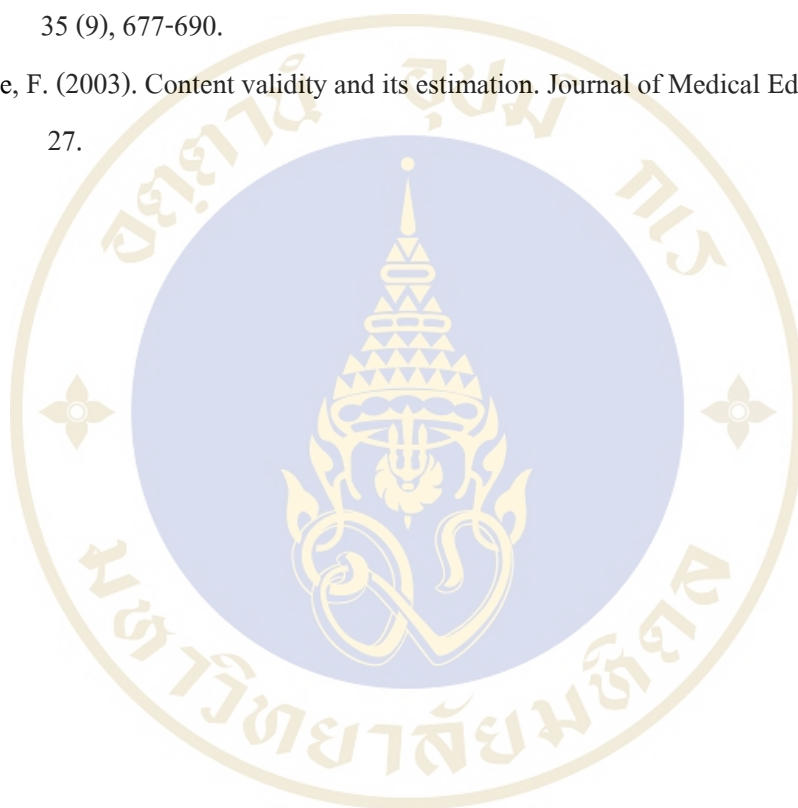 35 (9), 677-690.
e, F. (2003). Content validity and its estimation. Journal of Medical Ed
27.
อตฺตานํ อุปมํ กเร
มหาวิทยาลัยมหิดล